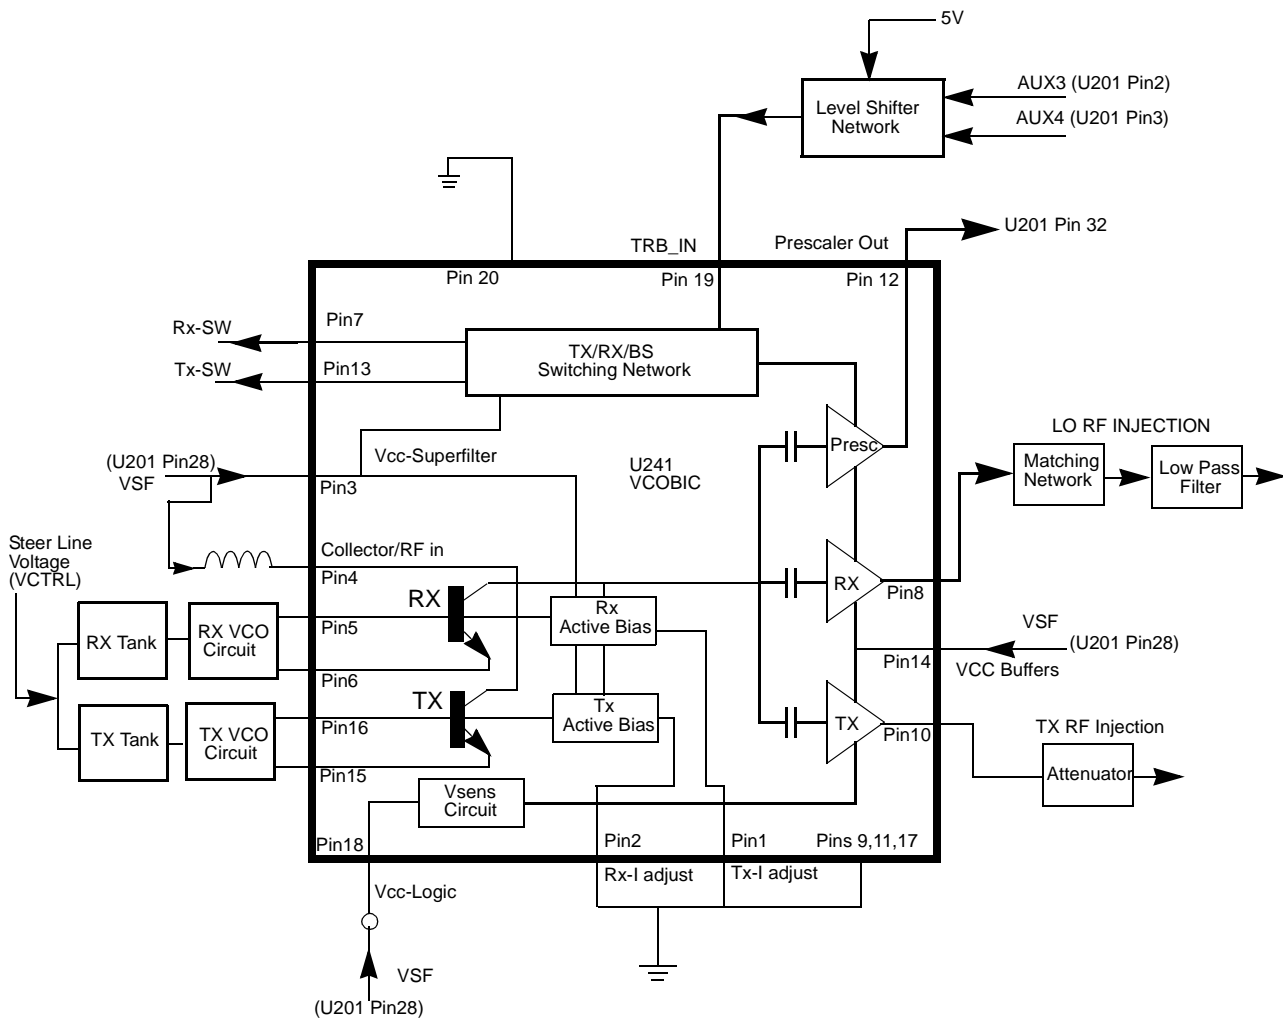 5V
AUX3 (U201 Pin2)
Level Shifter
Network
AUX4 (U201 Pin3)
U201 Pin 32
TRB_IN
Prescaler Out
Pin 20
Pin 19
Pin 12
Rx-SW
Pin7
TX/RX/BS
Switching Network
Tx-SW
Pin13
Presc
LO RF INJECTION
Matching
Network
Low Pass
Filter
(U201 Pin28)
VSF
Vcc-Superfilter
U241
VCOBIC
Pin3
Steer Line
Voltage
(VCTRL)
Collector/RF in
Pin4
RX
Rx
Active Bias
RX
Pin8
RX Tank
RX VCO
Circuit
Pin5
Pin6
VSF
(U201 Pin28)
Pin14
VCC Buffers
TX
Tx
Active Bias
TX
Pin10
TX Tank
TX VCO
Circuit
Pin16
Pin15
TX RF Injection
Attenuator
Vsens
Circuit
Pin18
Pin2
Pin1
Pins 9,11,17
Rx-I adjust
Tx-I adjust
Vcc-Logic
VSF
(U201 Pin28)